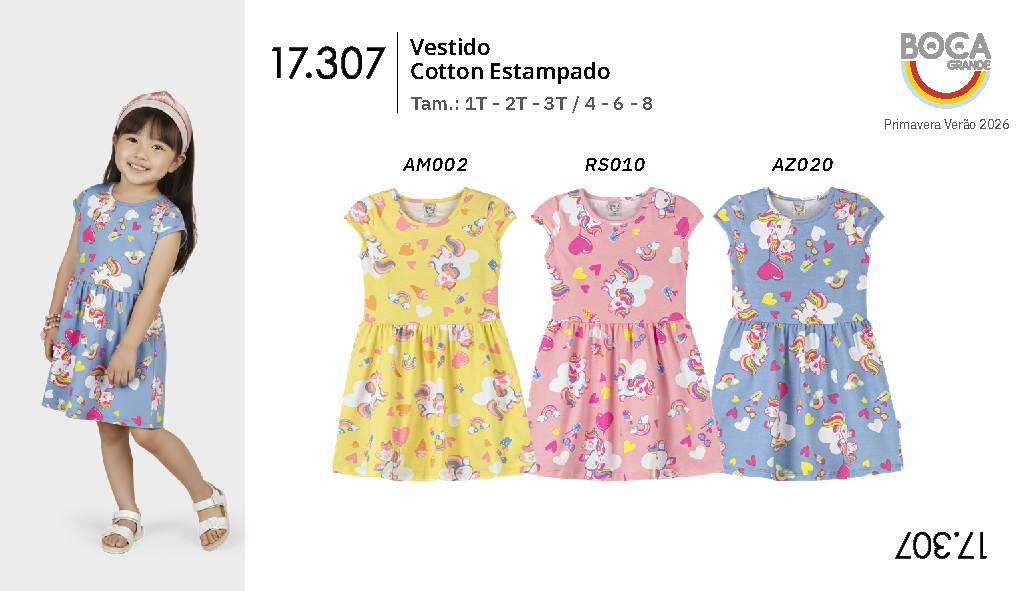 17.307
Vestido
Cotton Estampado
Tam.: 1T - 2T - 3T / 4 - 6 - 8
BOCA
GRANDE
Primavera Verão 2026
AM002
RS010
AZ020
17.307